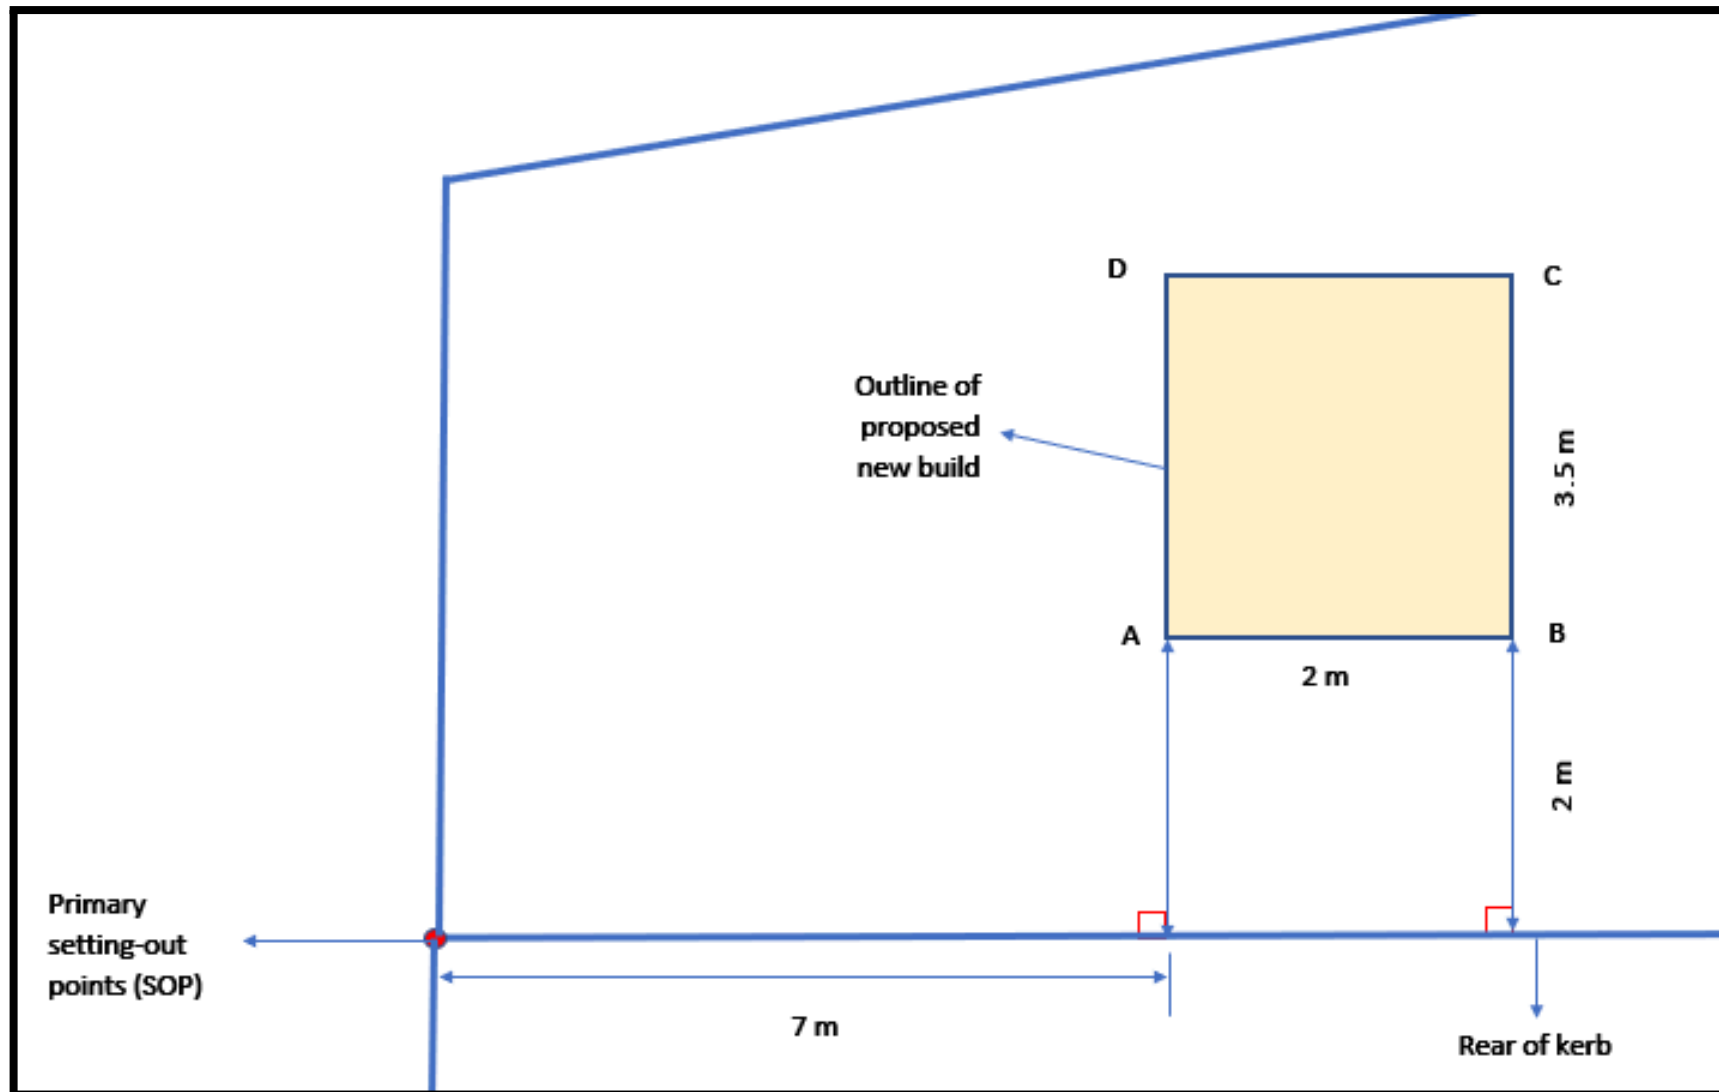 D
C
Outline of
proposed
new build
3.5 m
A
B
2 m
2 m
Primary
setting-out
points (SOP)
7 m
Rear of kerb